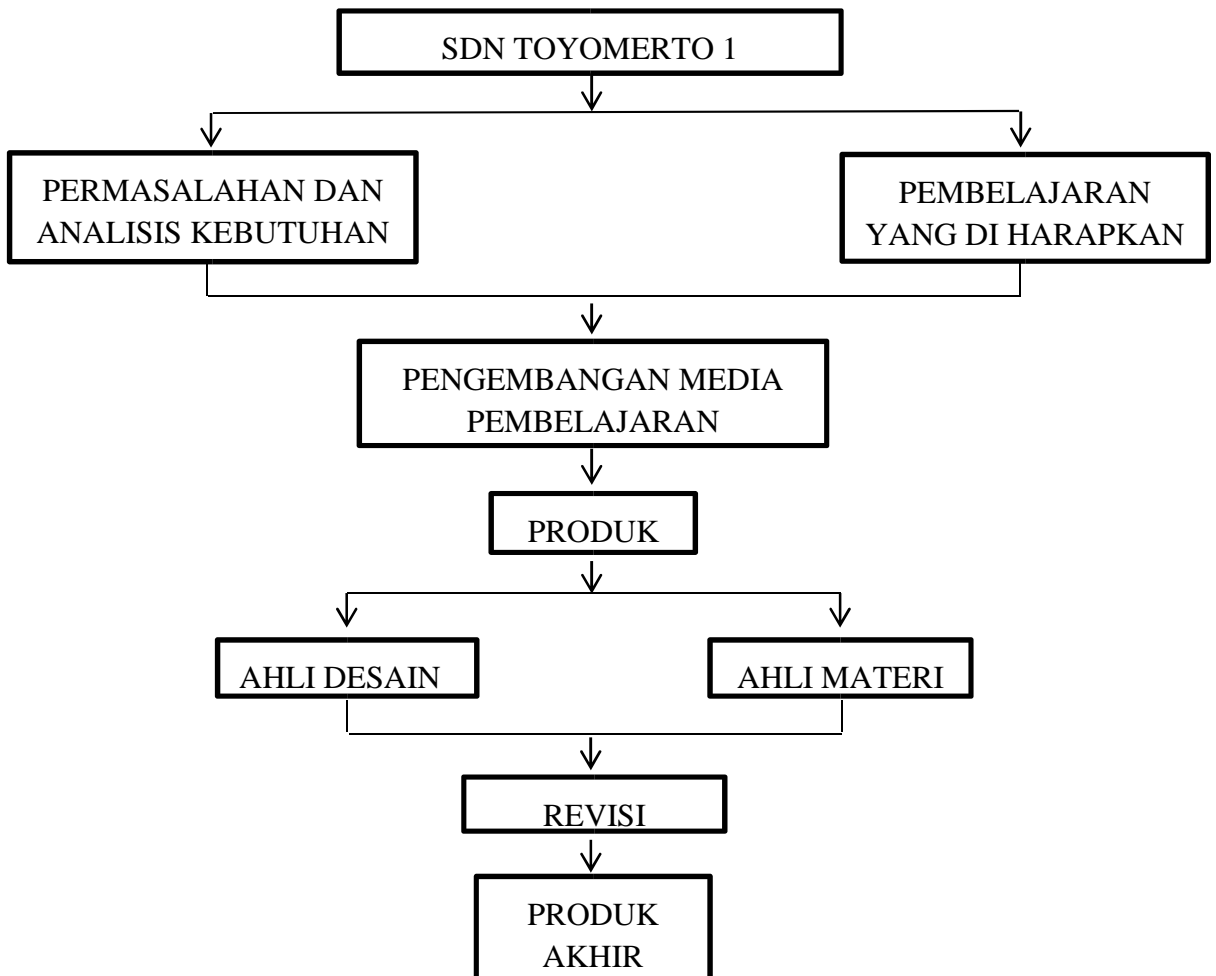 SDN TOYOMERTO 1
PERMASALAHAN DAN
ANALISIS KEBUTUHAN
PEMBELAJARAN
YANG DI HARAPKAN
PENGEMBANGAN MEDIA
PEMBELAJARAN
PRODUK
AHLI DESAIN
AHLI MATERI
REVISI
PRODUK
AKHIR